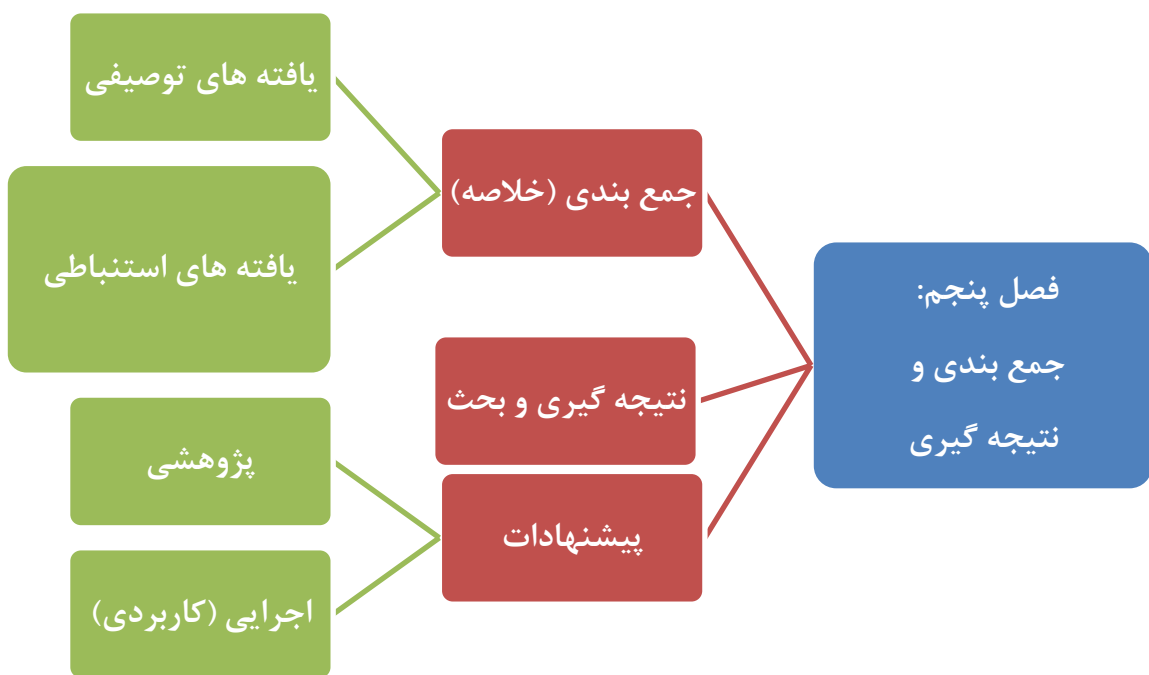 فصل پنجم:
جمع بندی و
نتیجه گیری
جمع بندی (خلاصه)
نتیجه گیری و بحث
پیشنهادات
یافته های توصیفی
یافته های استنباطی
پژوهشی
اجرایی (کاربردی)